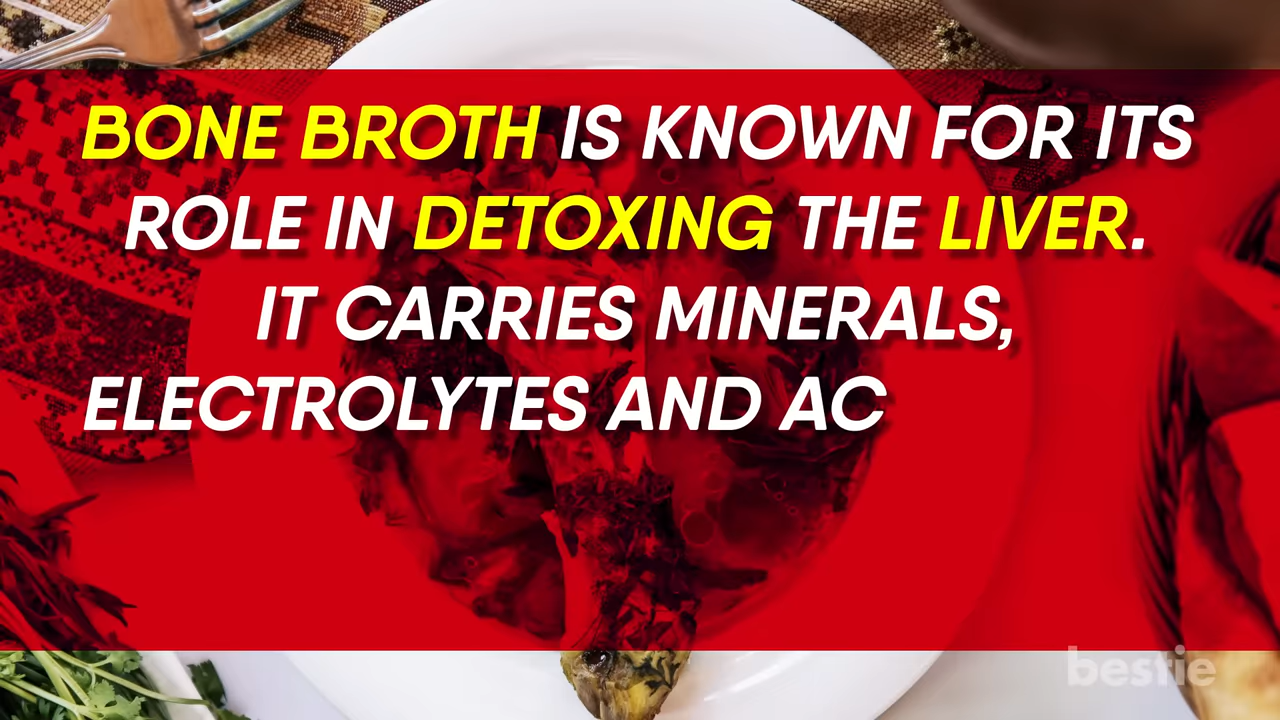 BONE BROTH IS KNOWN FOR ITS
ROLE IN DETOXING THE LIVER.
IT CARRIES MINERALS,
ELECTROLYTES AND AC
bestie